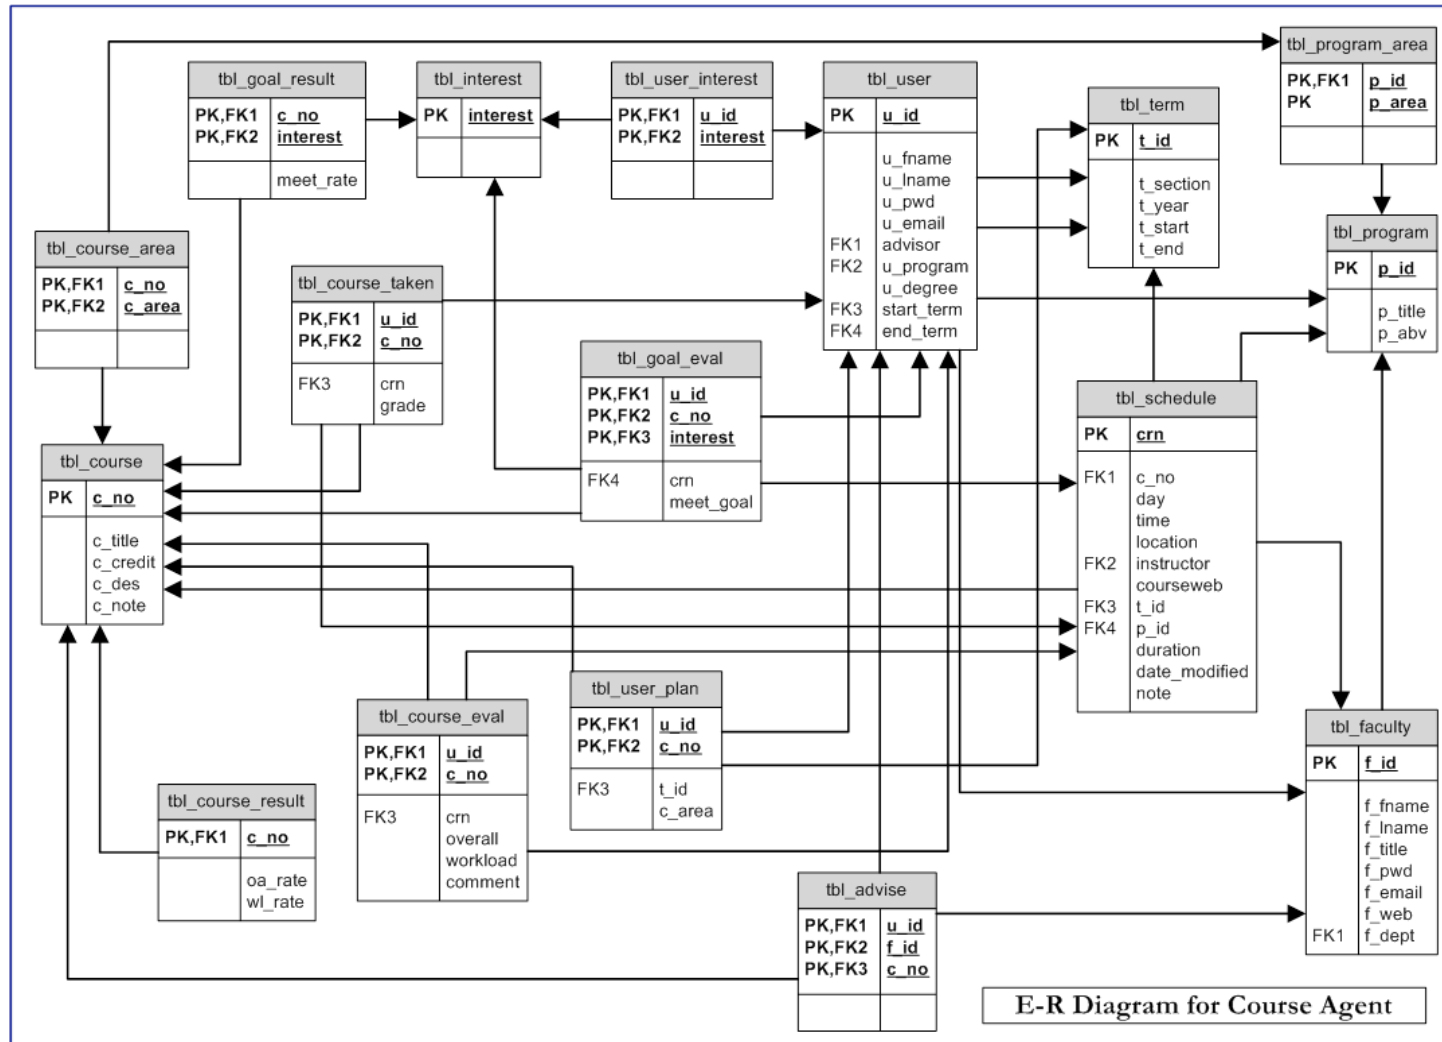 tbl_program_area
PK,FK1 p_id
PK p_area
tbl_goal_result
PK,FK1 c_no
PK,FK2 interest
meet_rate
tbl_interest
PK interest
tbl_user_interest
PK,FK1 u_id
PK,FK2 interest
tbl_user
PK u_id
u_fname
u_lname
u_pwd
u_email
FK1 advisor
FK2 u_program
u_degree
FK3 start_term
FK4 end_term
tbl_term
PK t_id
t_section
t_year
t_start
t_end
tbl_program
PK p_id
p_title
p_abv
tbl_course_area
PK,FK1 c_no
PK,FK2 c_area
tbl_course_taken
PK,FK1 u_id
PK,FK2 c_no
FK3 crn
grade
tbl_goal_eval
PK,FK1 u_id
PK,FK2 c_no
PK,FK3 interest
FK4 crn
meet_goal
tbl_schedule
PK crn
FK1 c_no
day
time
location
FK2 instructor
courseweb
FK3 t_id
FK4 p_id
duration
date_modified
note
tbl_course
PK c_no
c_title
c_credit
c_des
c_note
tbl_user_plan
PK,FK1 u_id
PK,FK2 c_no
FK3 t_id
c_area
tbl_course_eval
PK,FK1 u_id
PK,FK2 c_no
FK3 crn
overall
workload
comment
tbl_faculty
PK f_id
f_fname
f_lname
f_title
f_pwd
f_email
f_web
FK1 f_dept
tbl_course_result
PK,FK1 c_no
oa_rate
wl_rate
tbl_advise
PK,FK1 u_id
PK,FK2 f_id
PK,FK3 c_no
E-R Diagram for Course Agent